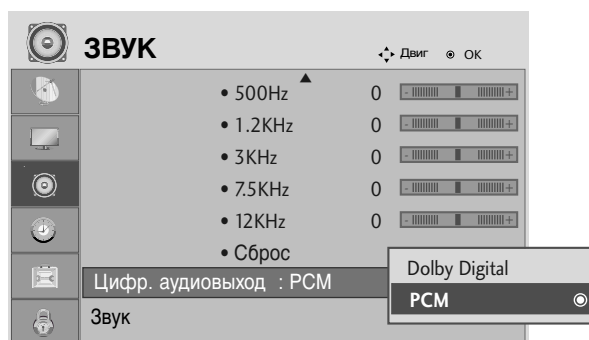 ЗВУК
Двиг ОК
• 500Hz 0 - +
• 1.2KHz 0 - +
• 3KHz 0 - +
• 7.5KHz 0 - +
• 12KHz 0 - +
• Сброс
Цифр. аудиовыход : PCM
Dolby Digital
PCM
Звук